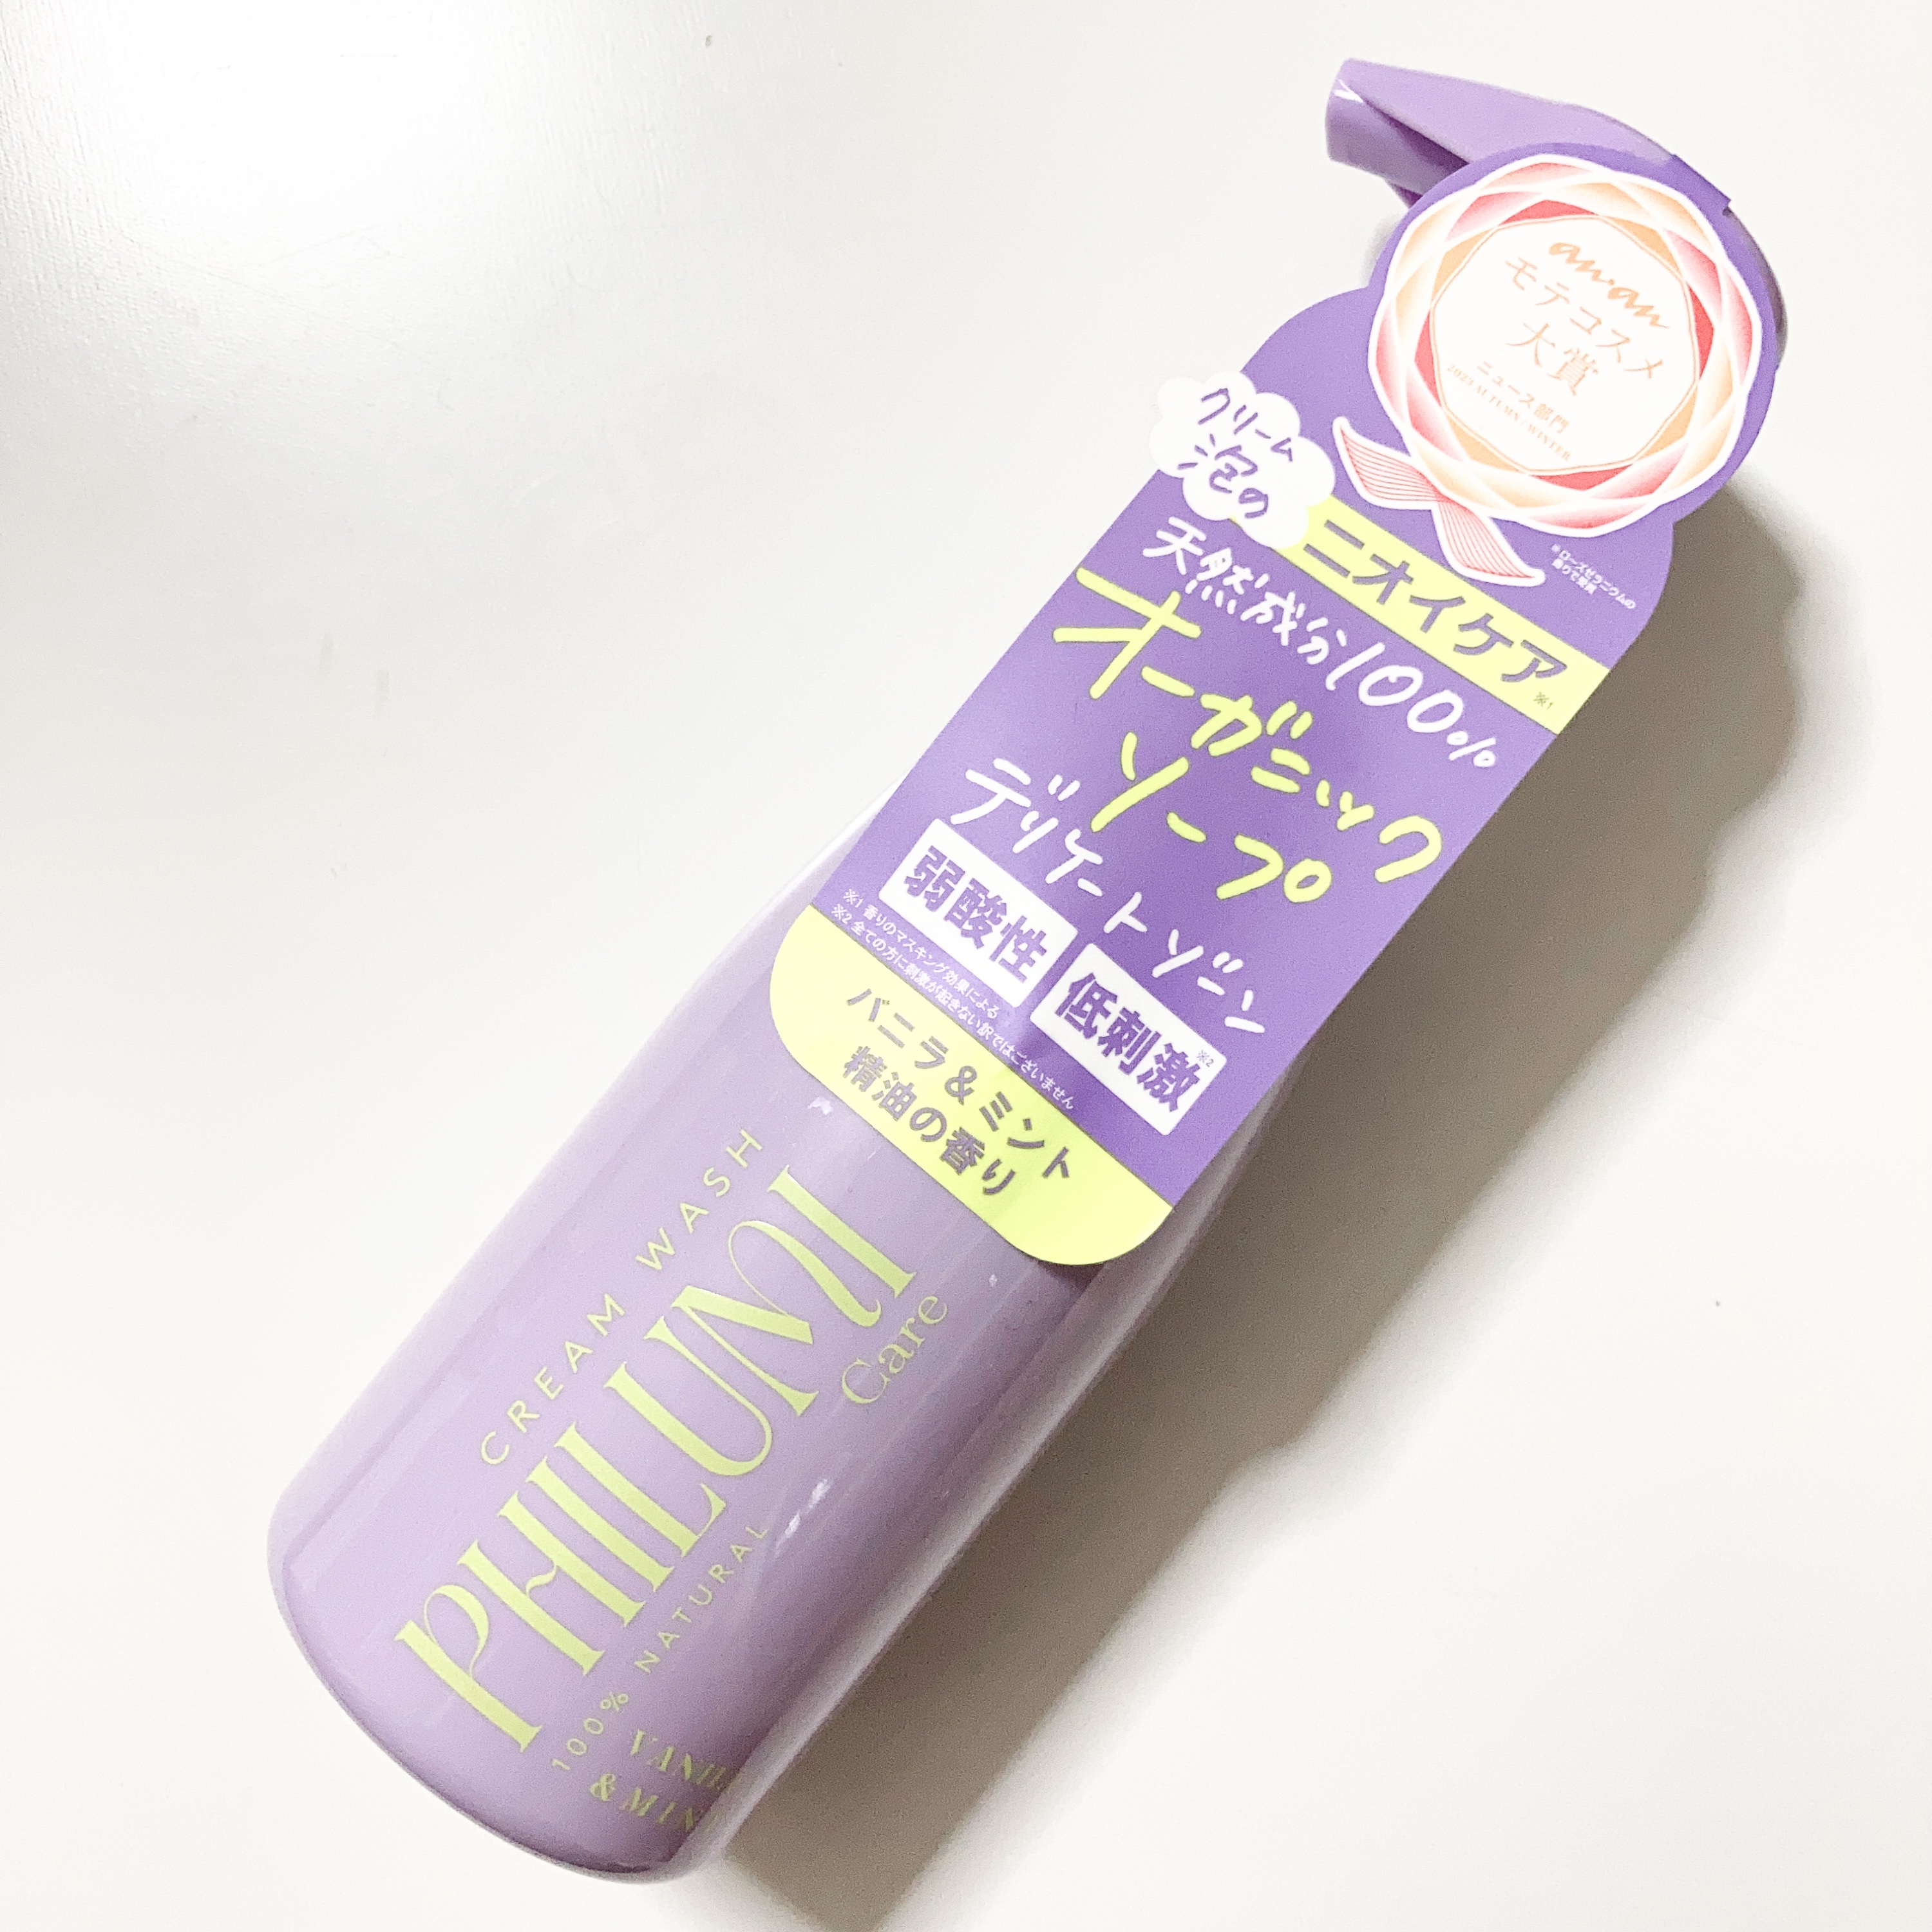 an・an
モテコスメ
大賞
ニュース部門
2023 AUTUMN/WINTER
※ローズゼラニウムの
香りで受賞
クリーム
泡の
ニオイケア※1
天然成分100%
オーガニック
ソープ
デリケートゾーン
弱酸性
低刺激※2
※1 香りのマスキング効果による
※2 全ての方に刺激が起きない訳ではございません
バニラ&ミント
精油の香り
CREAM WASH
PHILUMI
Care
100% NATURAL
&